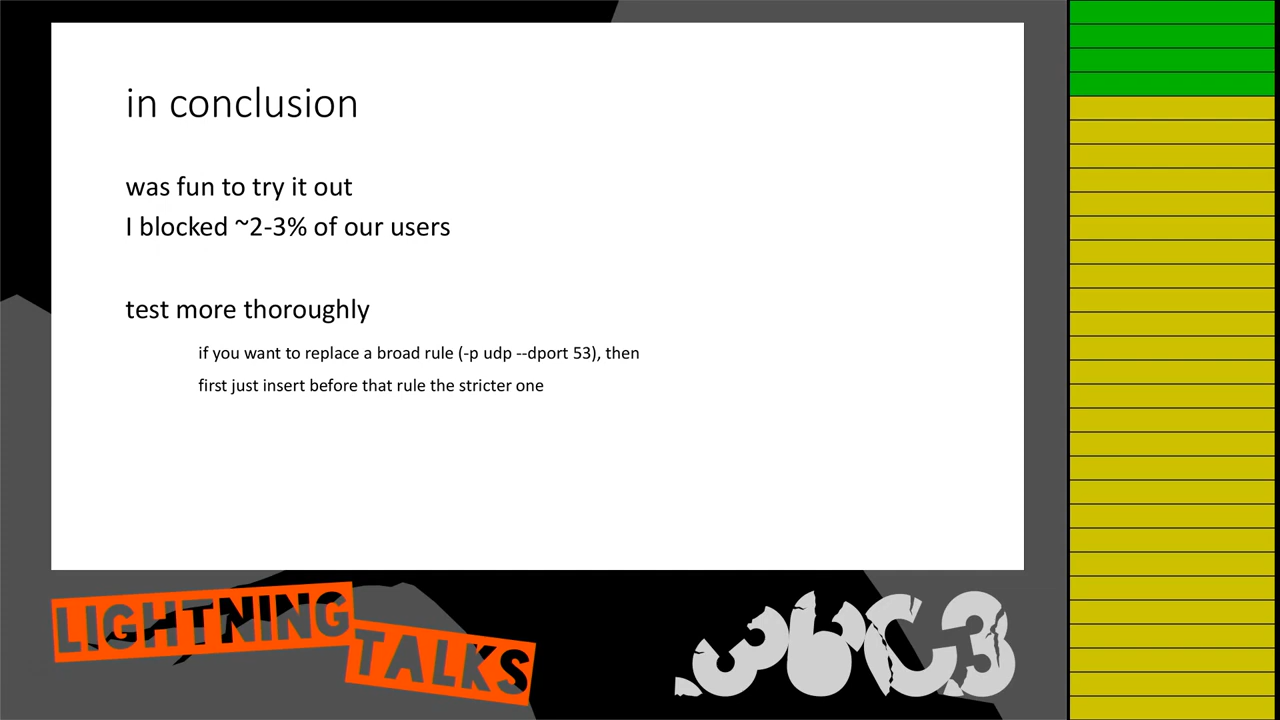 in conclusion
was fun to try it out
I blocked ~2-3% of our users
test more thoroughly
if you want to replace a broad rule (-p udp --dport 53), then
first just insert before that rule the stricter one
LIGHTNING
TALKS
36C3